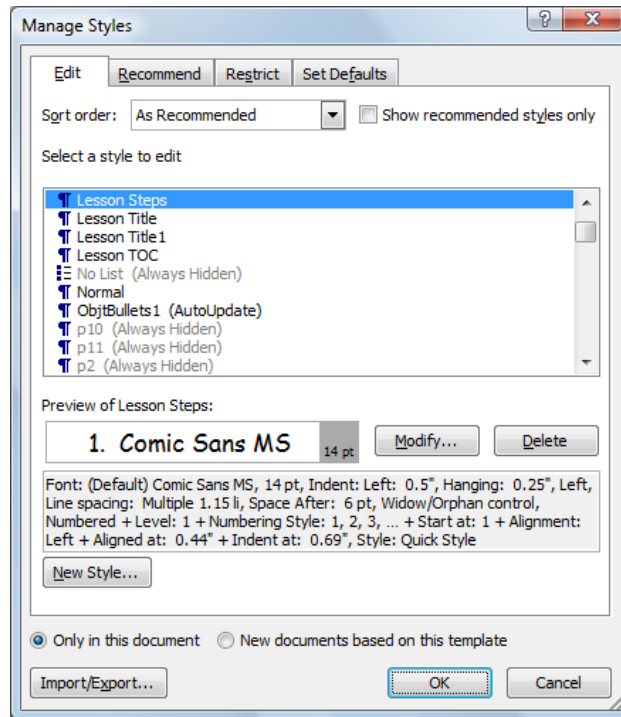 Manage Styles
?
X
Edit
Recommend
Restrict
Set Defaults
Sort order: As Recommended
Show recommended styles only
Select a style to edit
¶ Lesson Steps
¶ Lesson Title
¶ Lesson Title1
¶ Lesson TOC
No List (Always Hidden)
¶ Normal
¶ ObjtBullets1 (AutoUpdate)
¶ p10 (Always Hidden)
¶ p11 (Always Hidden)
¶ p2 (Always Hidden)
Preview of Lesson Steps:
1. Comic Sans MS
14 pt
Modify...
Delete
Font: (Default) Comic Sans MS, 14 pt, Indent: Left: 0.5", Hanging: 0.25", Left,
Line spacing: Multiple 1.15 li, Space After: 6 pt, Widow/Orphan control,
Numbered + Level: 1 + Numbering Style: 1, 2, 3, … + Start at: 1 + Alignment:
Left + Aligned at: 0.44" + Indent at: 0.69", Style: Quick Style
New Style...
Only in this document
New documents based on this template
Import/Export...
OK
Cancel